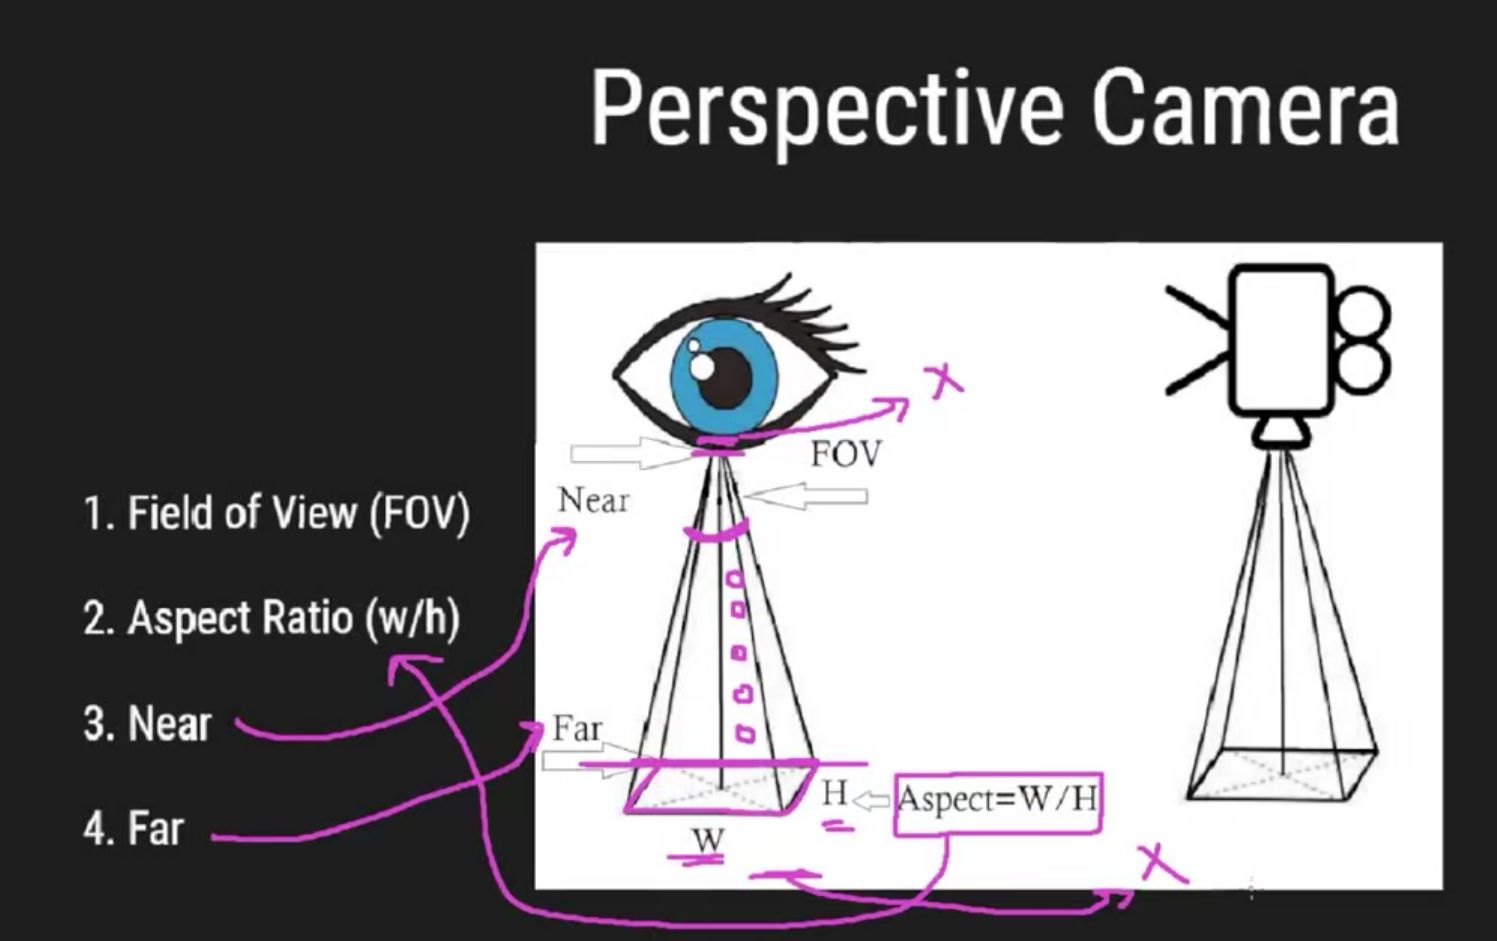 Perspective Camera
1. Field of View (FOV)
2. Aspect Ratio (w/h)
3. Near
4. Far
X
FOV
Near
Far
H
Aspect=W/H
W
X